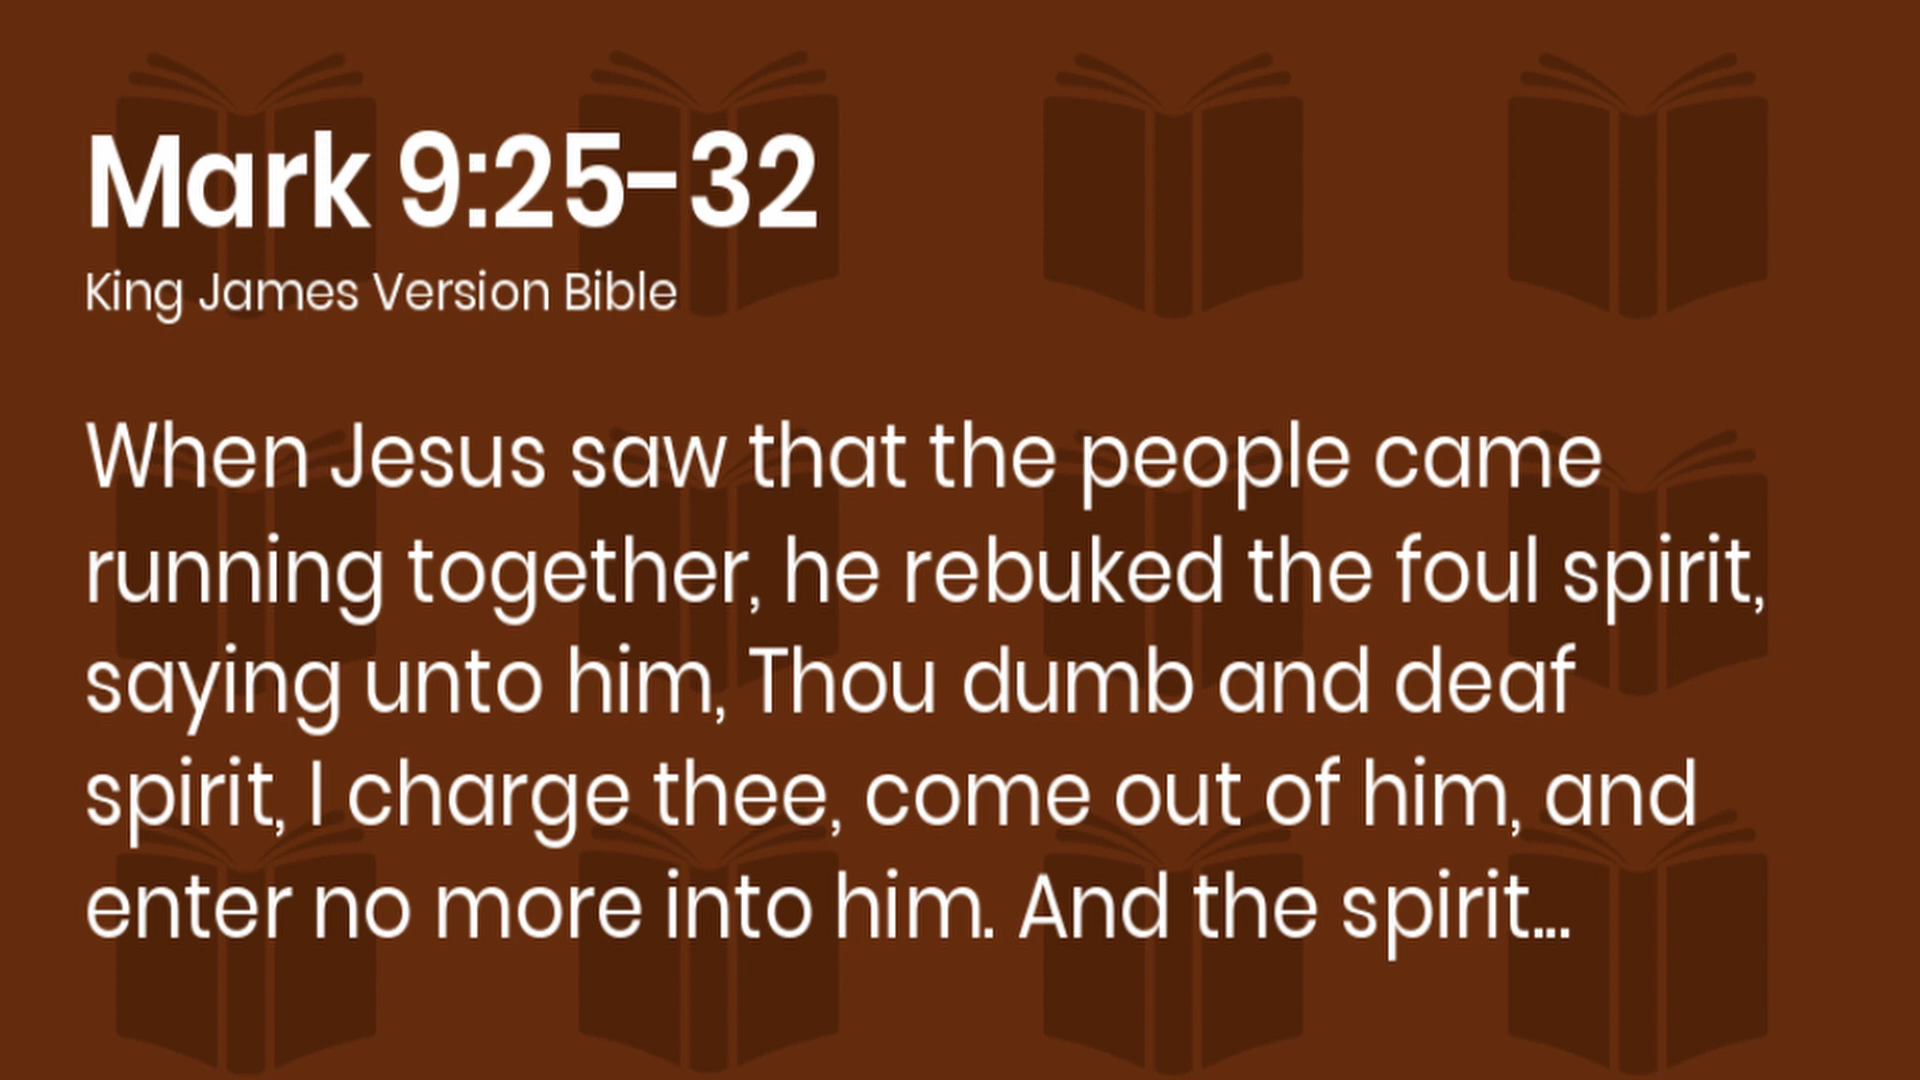 Mark 9:25-32
King James Version Bible
When Jesus saw that the people came
running together, he rebuked the foul spirit,
saying unto him, Thou dumb and deaf
spirit, I charge thee, come out of him, and
enter no more into him. And the spirit...